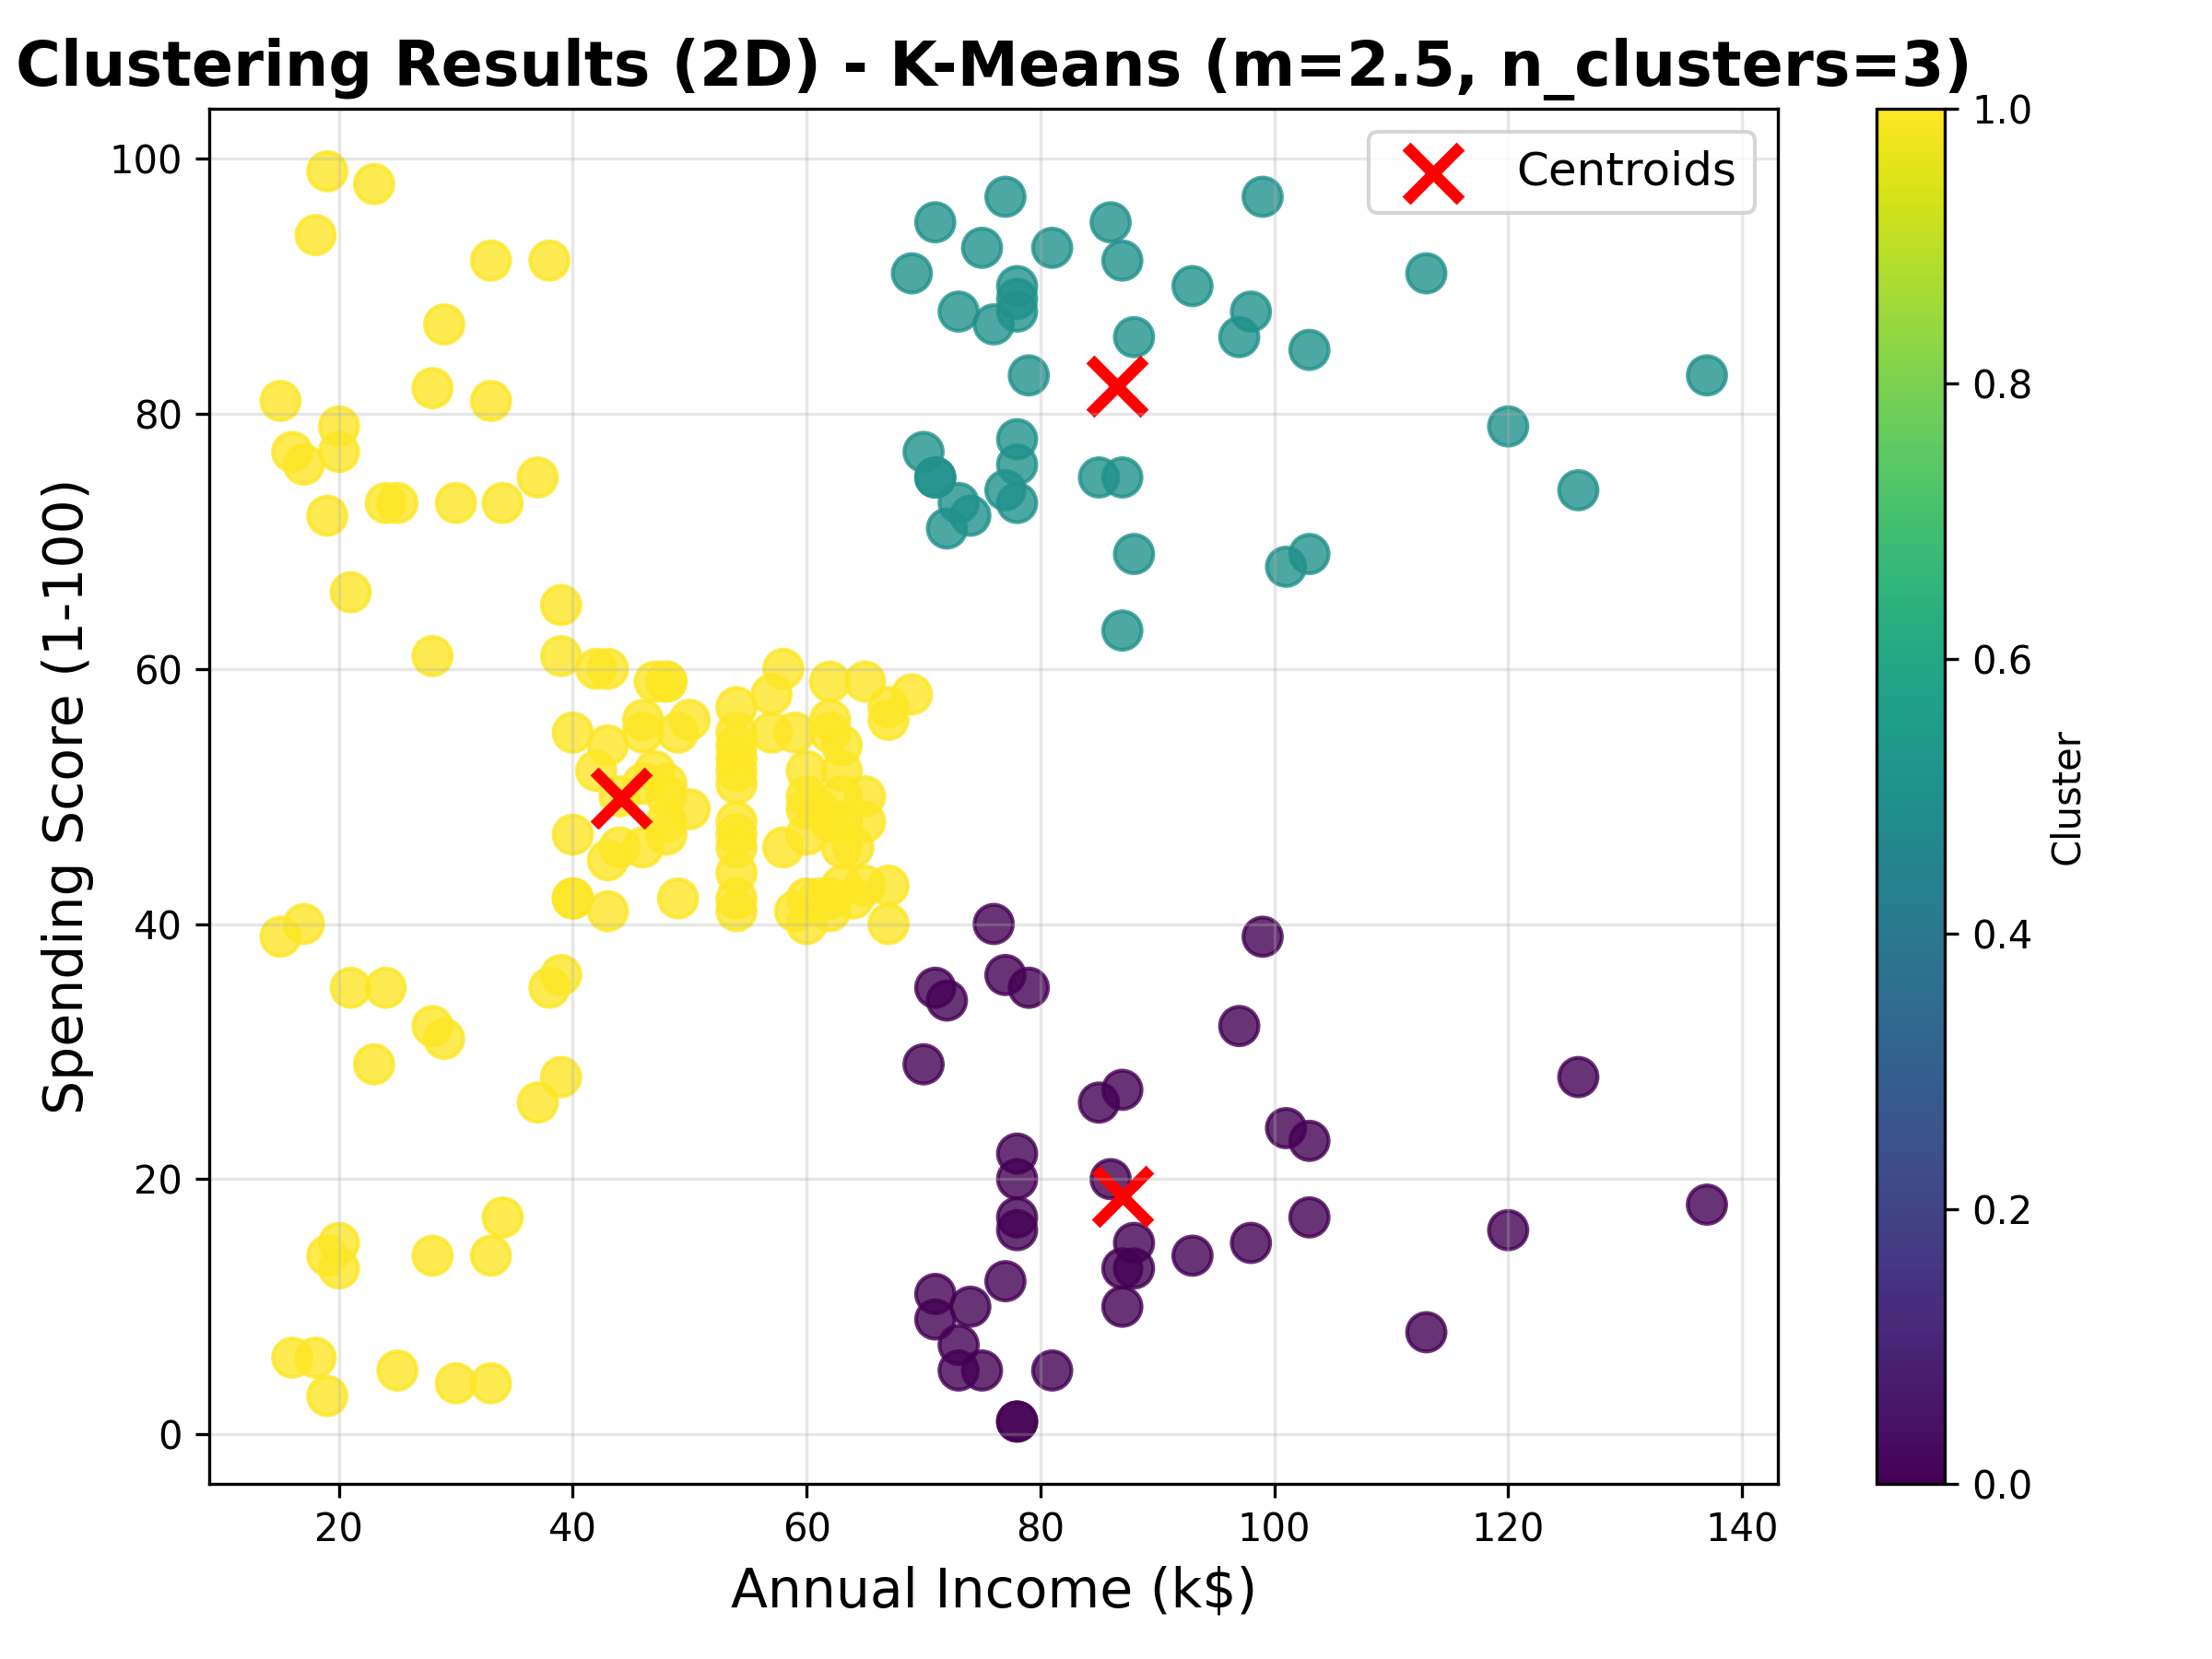 Clustering Results (2D) - K-Means (m=2.5, n_clusters=3)
Centroids
Spending Score (1-100)
100
80
60
40
20
0
20 40 60 80 100 120 140
Annual Income (k$)
1.0
0.8
0.6
0.4
0.2
0.0
Cluster